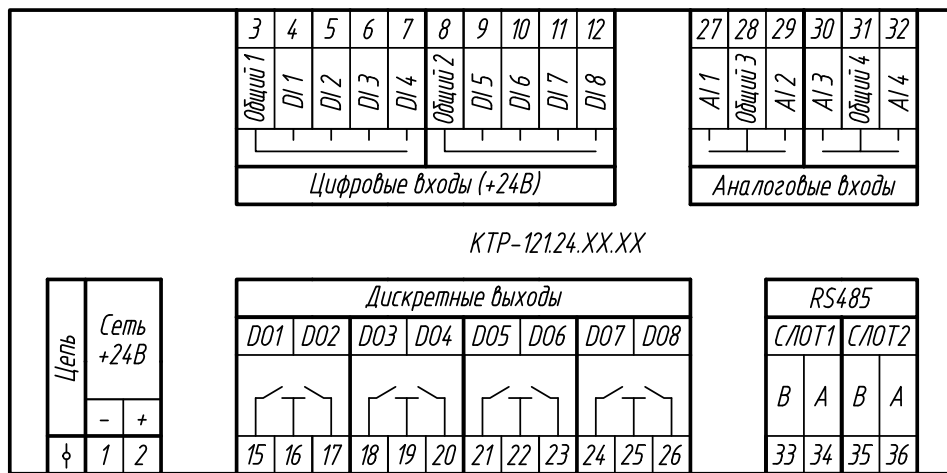 3 4 5 6 7 8 9 10 11 12 27 28 29 30 31 32
Общий 1 DI 1 DI 2 DI 3 DI 4 Общий 2 DI 5 DI 6 DI 7 DI 8 AI 1 Общий 3 AI 2 AI 3 Общий 4 AI 4
Цифровые входы (+24В) Аналоговые входы
КТР-121.24.ХХ.ХХ
Дискретные выходы RS485
Цепь Сеть +24В DO1 DO2 DO3 DO4 DO5 DO6 DO7 DO8 СЛОТ1 СЛОТ2
- + B A B A
1 2 15 16 17 18 19 20 21 22 23 24 25 26 33 34 35 36